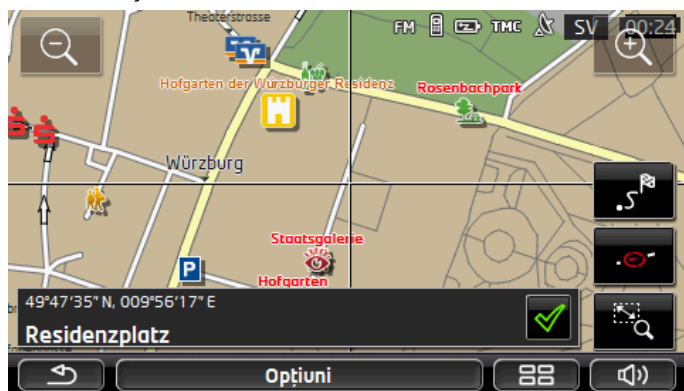 Theaterstrasse
FM
TMC
SV
00:24
Hofgarten der Würzburger Residenz
Rosenbachpark
Würzburg
Staatsgalerie
P
Hofgarten
49°47'35" N, 009°56'17" E
Residenzplatz
Opțiuni